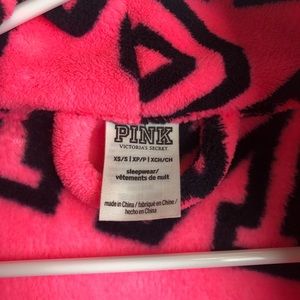 PINK
VICTORIA'S SECRET
XS/S | XP/P | XCH/CH
sleepwear/
vêtements de nuit
made in China / fabriqué en Chine /
hecho en China